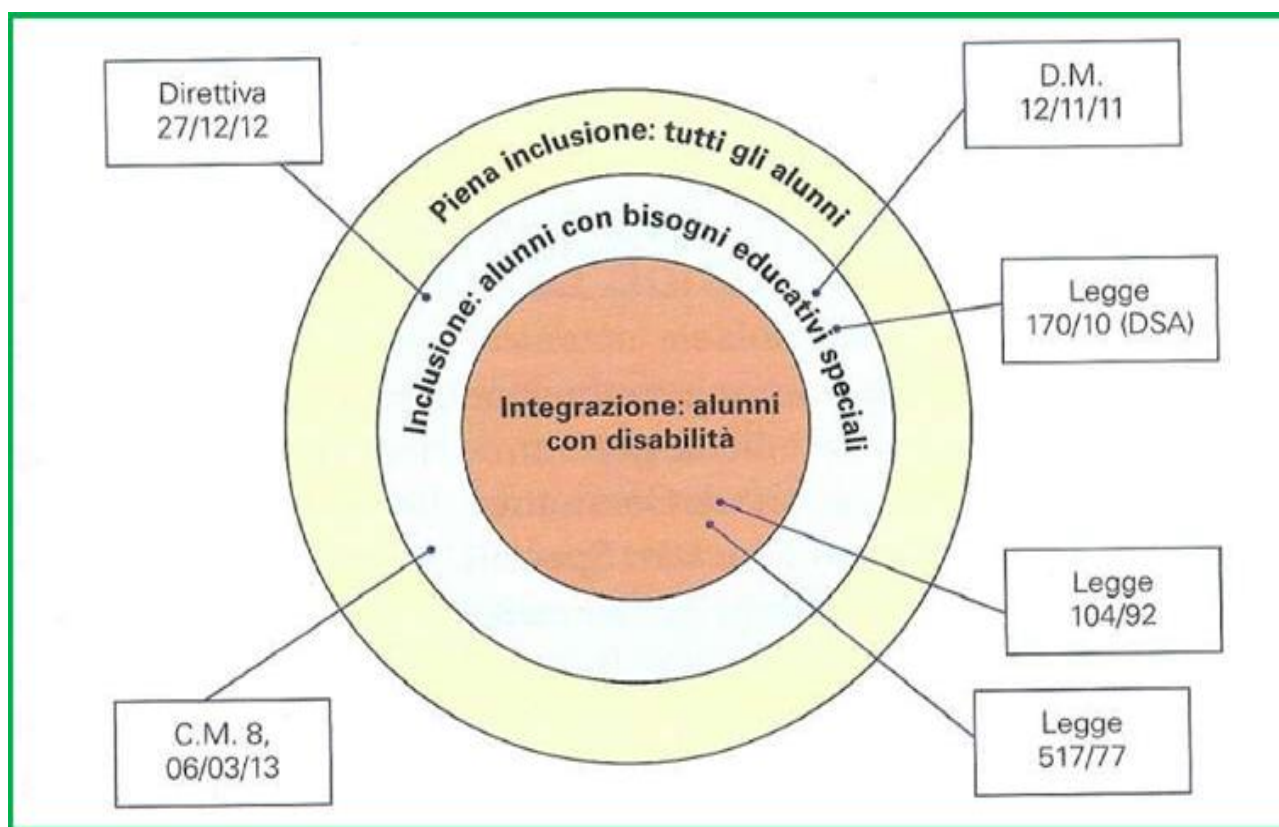 Direttiva
27/12/12
D.M.
12/11/11
Piena inclusione: tutti gli alunni
Inclusione: alunni con bisogni educativi speciali
Legge
170/10 (DSA)
Integrazione: alunni
con disabilità
Legge
104/92
C.M. 8,
06/03/13
Legge
517/77